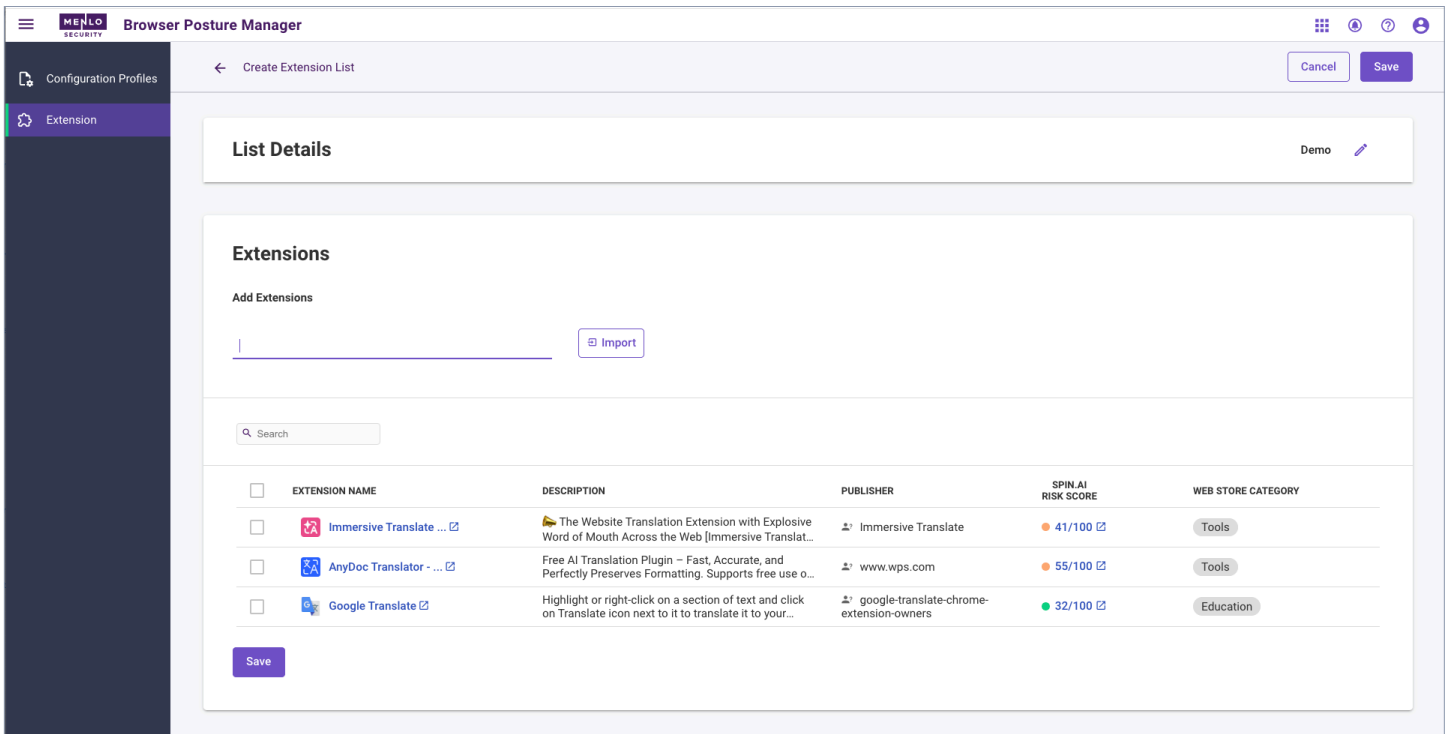 MENLO
SECURITY
Browser Posture Manager
Configuration Profiles
Extension
Create Extension List
Cancel
Save
List Details
Demo
Extensions
Add Extensions
Import
Search
EXTENSION NAME
DESCRIPTION
PUBLISHER
SPIN.AI
RISK SCORE
WEB STORE CATEGORY
Immersive Translate ...
The Website Translation Extension with Explosive
Word of Mouth Across the Web [Immersive Translat...
Immersive Translate
41/100
Tools
AnyDoc Translator - ...
Free AI Translation Plugin – Fast, Accurate, and
Perfectly Preserves Formatting. Supports free use o...
www.wps.com
55/100
Tools
Google Translate
Highlight or right-click on a section of text and click
on Translate icon next to it to translate it to your...
google-translate-chrome-
extension-owners
32/100
Education
Save